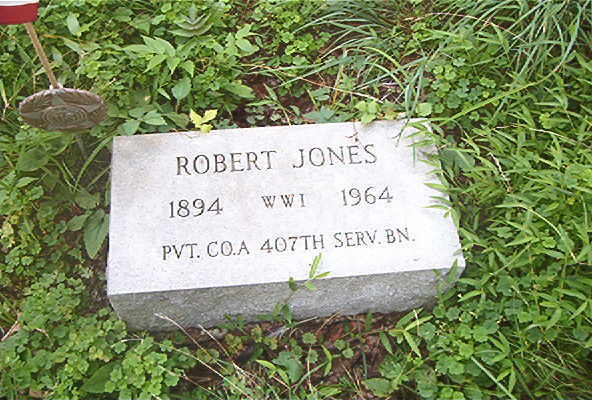 ROBERT JONES
1894 WWI 1964
PVT. CO.A 407TH SERV. BN.